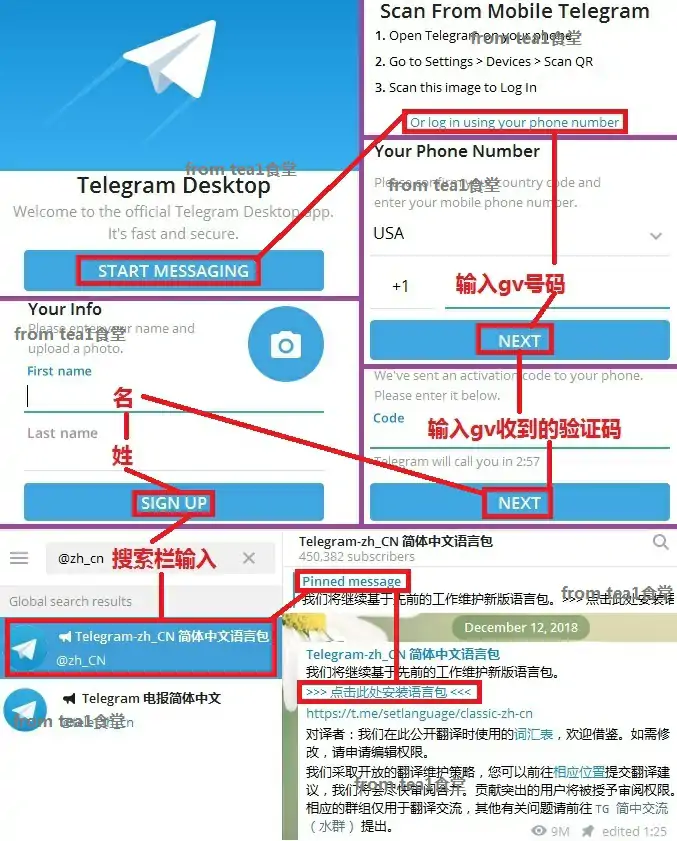 from tea1食堂
Telegram Desktop
Welcome to the official Telegram Desktop app.
It's fast and secure.
START MESSAGING
Scan From Mobile Telegram
1. Open Telegram on your phone
from tea1食堂
2. Go to Settings > Devices > Scan QR
3. Scan this image to Log In
Or log in using your phone number
Your Phone Number
Please confirm your country code and
from tea1食堂
enter your mobile phone number.
USA
+1
输入gv号码
NEXT
Your Info
Please enter your name and
from tea1食堂
upload a photo.
First name
名
Last name
姓
SIGN UP
We've sent an activation code to your phone.
Please enter it below.
Code
输入gv收到的验证码
Telegram will call you in 2:57
NEXT
@zh_cn
搜索栏输入
Global search results
Telegram-zh_CN 简体中文语言包
@zh_CN
Telegram 电报简体中文
from tea1食堂
Telegram-zh_CN 简体中文语言包
450,382 subscribers
Pinned message
from tea1食堂
我们将继续基于先前的工作维护新版语言包。>>> 点击此处安装语
December 12, 2018
Telegram-zh_CN 简体中文语言包
我们将继续基于先前的工作维护新版语言包。
>>> 点击此处安装语言包 <<<
https://t.me/setlanguage/classic-zh-cn
对译者：我们在此公开翻译时使用的词汇表，欢迎借鉴。如需修
改，请申请编辑权限。
我们采取开放的翻译维护策略，您可以前往相应位置提交翻译建
from tea1食堂
议，我们将会尽快审阅合并。贡献突出的用户将被授予审阅权限。
相应的群组仅用于翻译交流，其他有关问题请前往 TG 简中交流
（水群）提出。
9M
edited 1:25